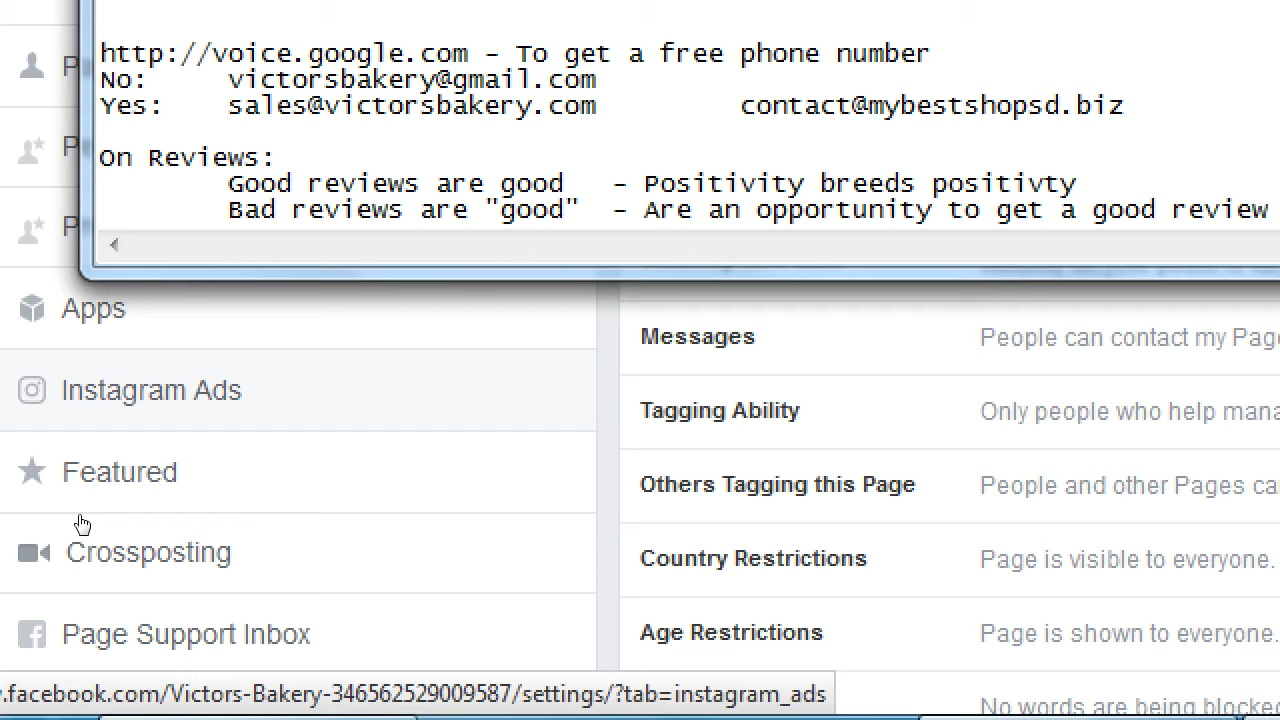 http://voice.google.com - To get a free phone number
No: victorsbakery@gmail.com
Yes: sales@victorsbakery.com contact@mybestshopsd.biz
On Reviews:
Good reviews are good - Positivity breeds positivty
Bad reviews are "good" - Are an opportunity to get a good review
Apps
Instagram Ads
Featured
Crossposting
Page Support Inbox
Messages People can contact my
Tagging Ability Only people who help
Others Tagging this Page People and other Pages
Country Restrictions Page is visible to everyone.
Age Restrictions Page is shown to everyone.
No words are being
.facebook.com/Victors-Bakery-346562529009587/settings/?tab=instagram_ads